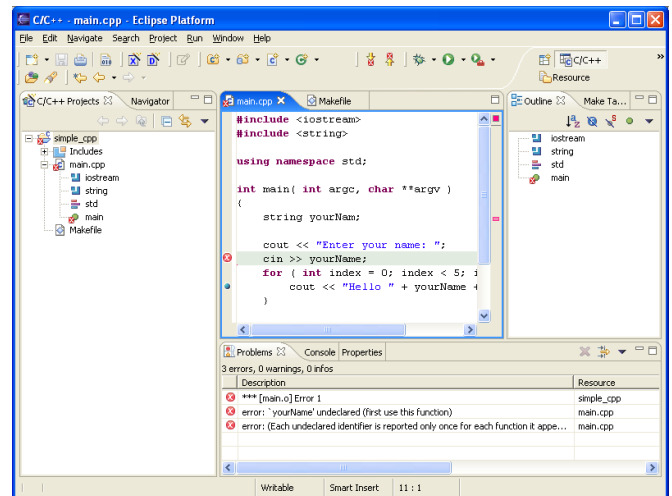 C/C++ - main.cpp - Eclipse Platform
File Edit Navigate Search Project Run Window Help
C/C++
»
Resource
C/C++ Projects Navigator
main.cpp Makefile
Outline Make Ta...
simple_cpp
Includes
main.cpp
iostream
string
std
main
Makefile
#include <iostream>
#include <string>
using namespace std;
int main( int argc, char **argv )
{
string yourNam;
cout << "Enter your name: ";
cin >> yourName;
for ( int index = 0; index < 5; i
cout << "Hello " + yourName +
}
iostream
string
std
main
Problems Console Properties
3 errors, 0 warnings, 0 infos
Description Resource
*** [main.o] Error 1 simple_cpp
error: `yourName' undeclared (first use this function) main.cpp
error: (Each undeclared identifier is reported only once for each function it appe... main.cpp
Writable Smart Insert 11 : 1